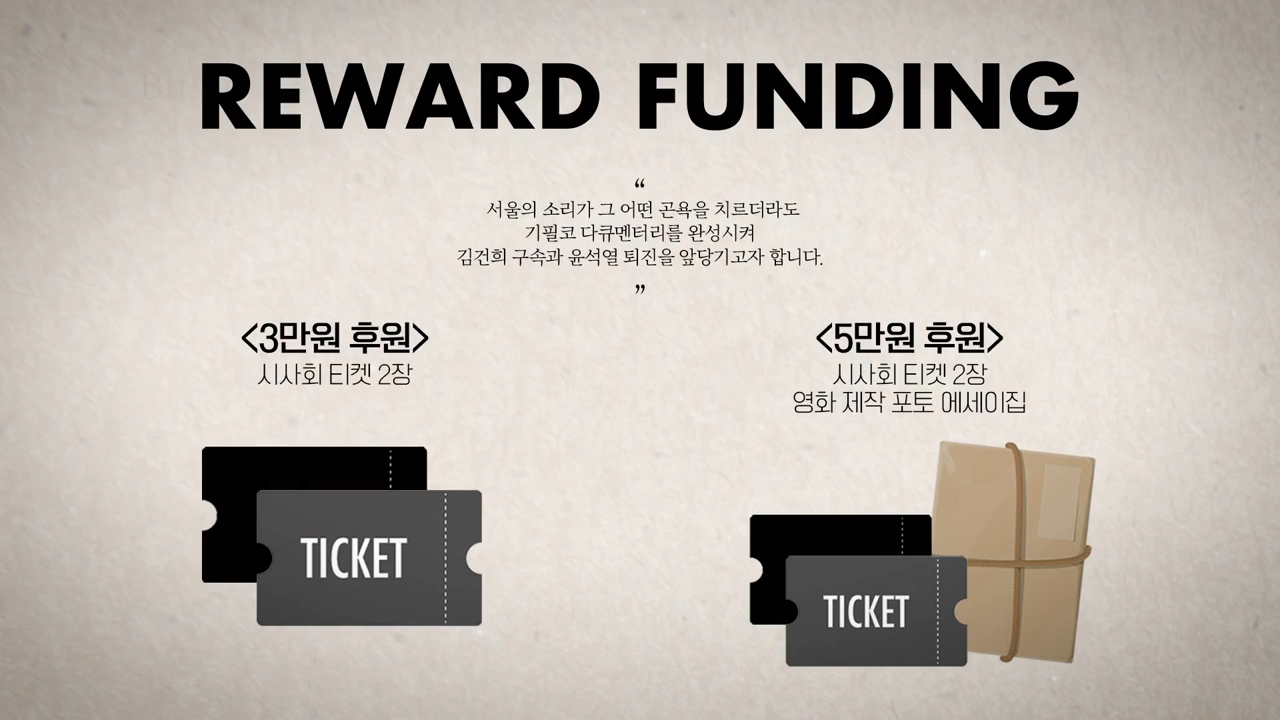 REWARD FUNDING
“
서울의 소리가 그 어떤 곤욕을 치르더라도
기필코 다큐멘터리를 완성시켜
김건희 구속과 윤석열 퇴진을 앞당기고자 합니다.
”
<3만원 후원>
시사회 티켓 2장
<5만원 후원>
시사회 티켓 2장
영화 제작 포토 에세이집
TICKET
TICKET